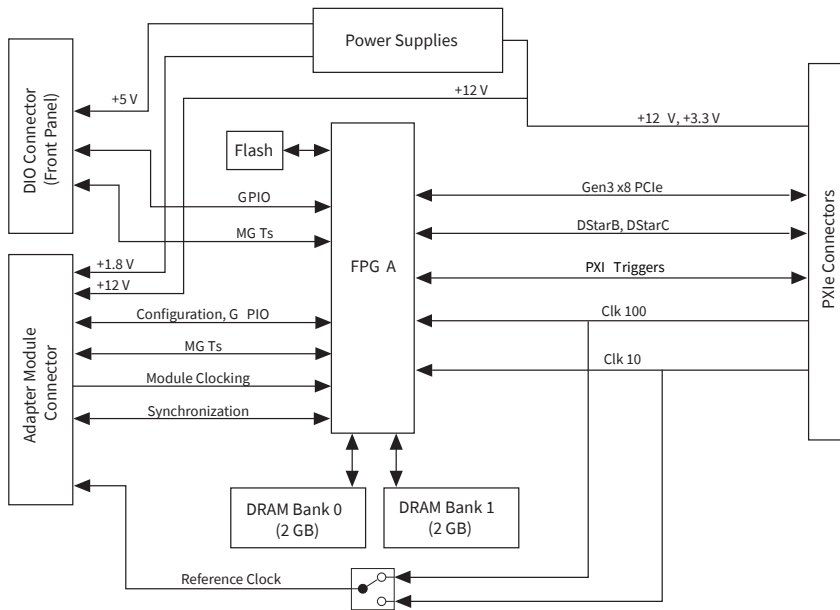 Power Supplies
+5 V
+12 V
+12 V, +3.3 V
DIO Connector
(Front Panel)
Flash
GPIO
MG Ts
FPG A
Gen3 x8 PCIe
DStarB, DStarC
PXI Triggers
Clk 100
Clk 10
PXIe Connectors
+1.8 V
+12 V
Adapter Module
Connector
Configuration, G PIO
MG Ts
Module Clocking
Synchronization
DRAM Bank 0
(2 GB)
DRAM Bank 1
(2 GB)
Reference Clock